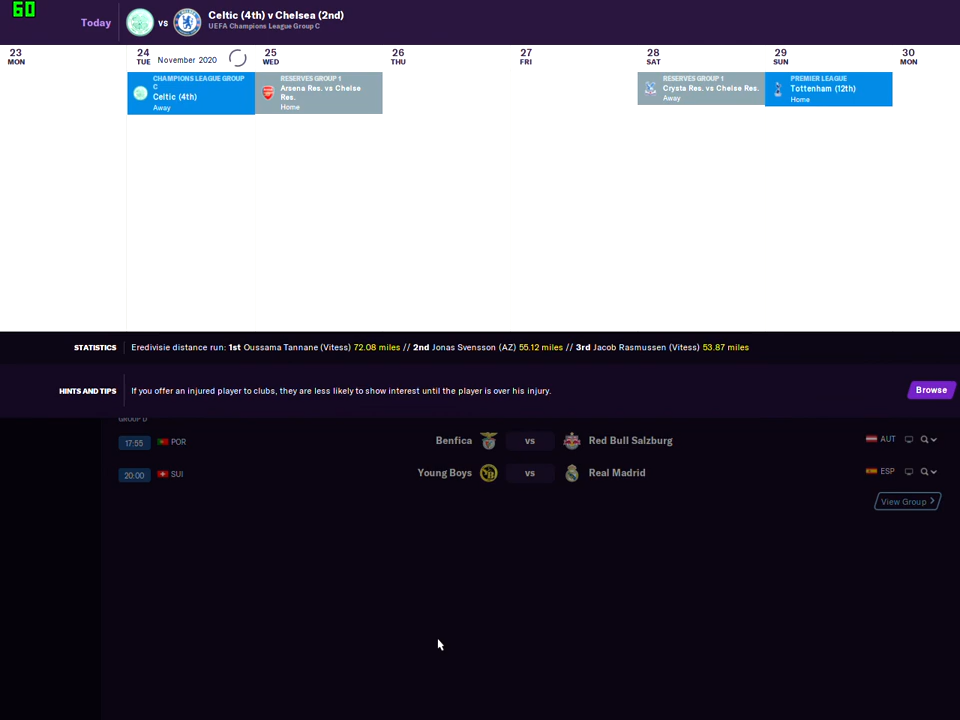 60
Today
vs
Celtic (4th) v Chelsea (2nd)
UEFA Champions League Group C
23
MON
24
TUE
November 2020
25
WED
26
THU
27
FRI
28
SAT
29
SUN
30
MON
CHAMPIONS LEAGUE GROUP
C
Celtic (4th)
Away
RESERVES GROUP 1
Arsena Res. vs Chelse
Res.
Home
RESERVES GROUP 1
Crysta Res. vs Chelse Res.
Away
PREMIER LEAGUE
Tottenham (12th)
Home
STATISTICS
Eredivisie distance run: 1st Oussama Tannane (Vitess) 72.08 miles // 2nd Jonas Svensson (AZ) 55.12 miles // 3rd Jacob Rasmussen (Vitess) 53.87 miles
HINTS AND TIPS
If you offer an injured player to clubs, they are less likely to show interest until the player is over his injury.
Browse
GROUP D
17:55 POR Benfica vs Red Bull Salzburg AUT
20:00 SUI Young Boys vs Real Madrid ESP
View Group